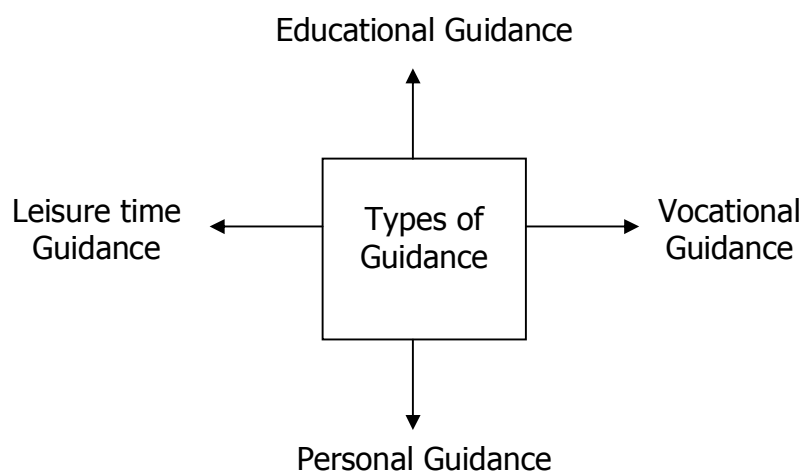 Educational Guidance
Leisure time
Guidance
Types of
Guidance
Vocational
Guidance
Personal Guidance